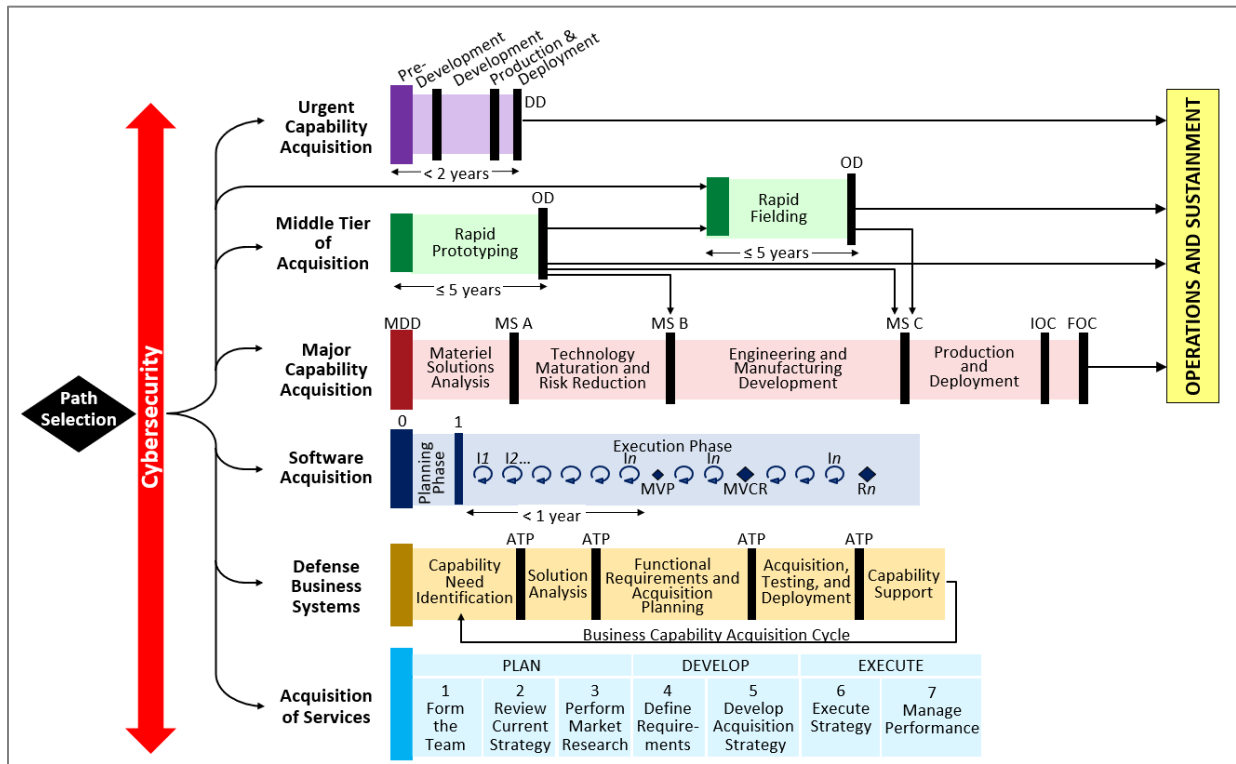 Pre-
Development
Development
Production &
Deployment
Urgent
Capability
Acquisition
DD
< 2 years
Middle Tier
of
Acquisition
Rapid
Prototyping
OD
≤ 5 years
Rapid
Fielding
OD
≤ 5 years
Major
Capability
Acquisition
MDD
MS A
MS B
MS C
IOC
FOC
Materiel
Solutions
Analysis
Technology
Maturation and
Risk Reduction
Engineering and
Manufacturing
Development
Production
and
Deployment
OPERATIONS AND SUSTAINMENT
Path
Selection
Cybersecurity
Software
Acquisition
0
1
Planning
Phase
Execution Phase
I1
I2...
In
In
In
MVP
MVCR
Rn
< 1 year
Defense
Business
Systems
ATP
ATP
ATP
ATP
Capability
Need
Identification
Solution
Analysis
Functional
Requirements and
Acquisition
Planning
Acquisition,
Testing, and
Deployment
Capability
Support
Business Capability Acquisition Cycle
Acquisition
of Services
PLAN
DEVELOP
EXECUTE
1
Form
the
Team
2
Review
Current
Strategy
3
Perform
Market
Research
4
Define
Require-
ments
5
Develop
Acquisition
Strategy
6
Execute
Strategy
7
Manage
Performance